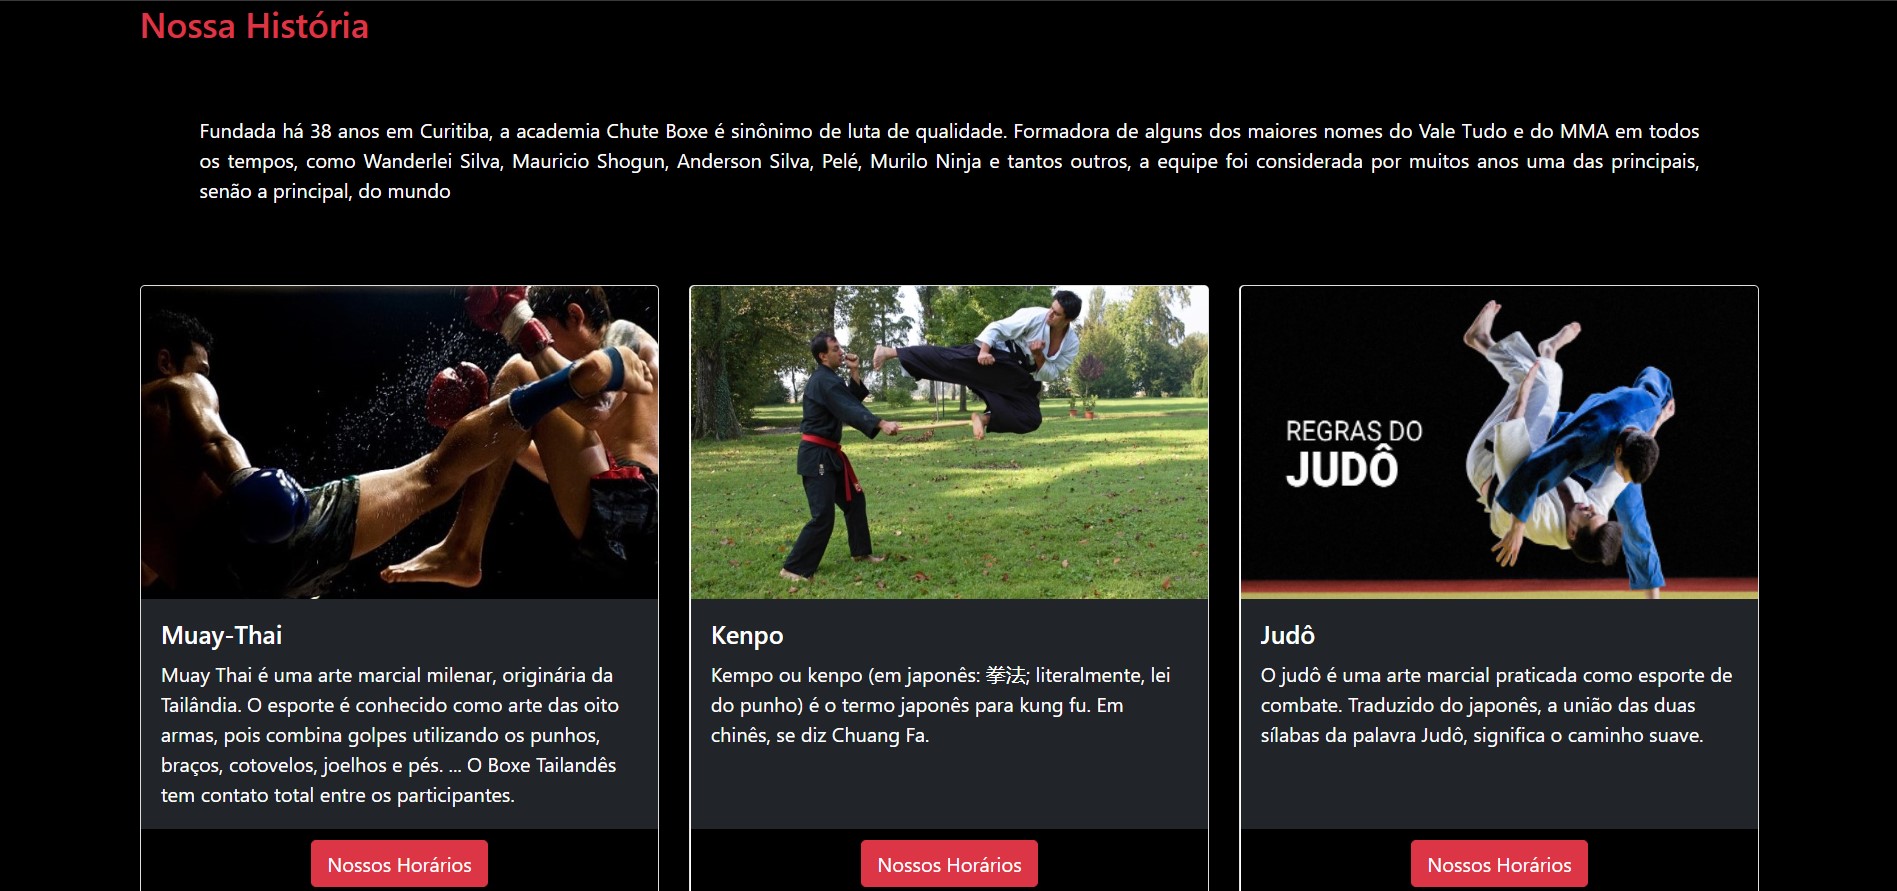 Nossa História
Fundada há 38 anos em Curitiba, a academia Chute Boxe é sinônimo de luta de qualidade. Formadora de alguns dos maiores nomes do Vale Tudo e do MMA em todos
os tempos, como Wanderlei Silva, Mauricio Shogun, Anderson Silva, Pelé, Murilo Ninja e tantos outros, a equipe foi considerada por muitos anos uma das principais,
senão a principal, do mundo
Muay-Thai
Muay Thai é uma arte marcial milenar, originária da
Tailândia. O esporte é conhecido como arte das oito
armas, pois combina golpes utilizando os punhos,
braços, cotovelos, joelhos e pés. ... O Boxe Tailandês
tem contato total entre os participantes.
Nossos Horários
Kenpo
Kempo ou kenpo (em japonês: 拳法; literalmente, lei
do punho) é o termo japonês para kung fu. Em
chinês, se diz Chuang Fa.
Nossos Horários
REGRAS DO
JUDÔ
Judô
O judô é uma arte marcial praticada como esporte de
combate. Traduzido do japonês, a união das duas
sílabas da palavra Judô, significa o caminho suave.
Nossos Horários